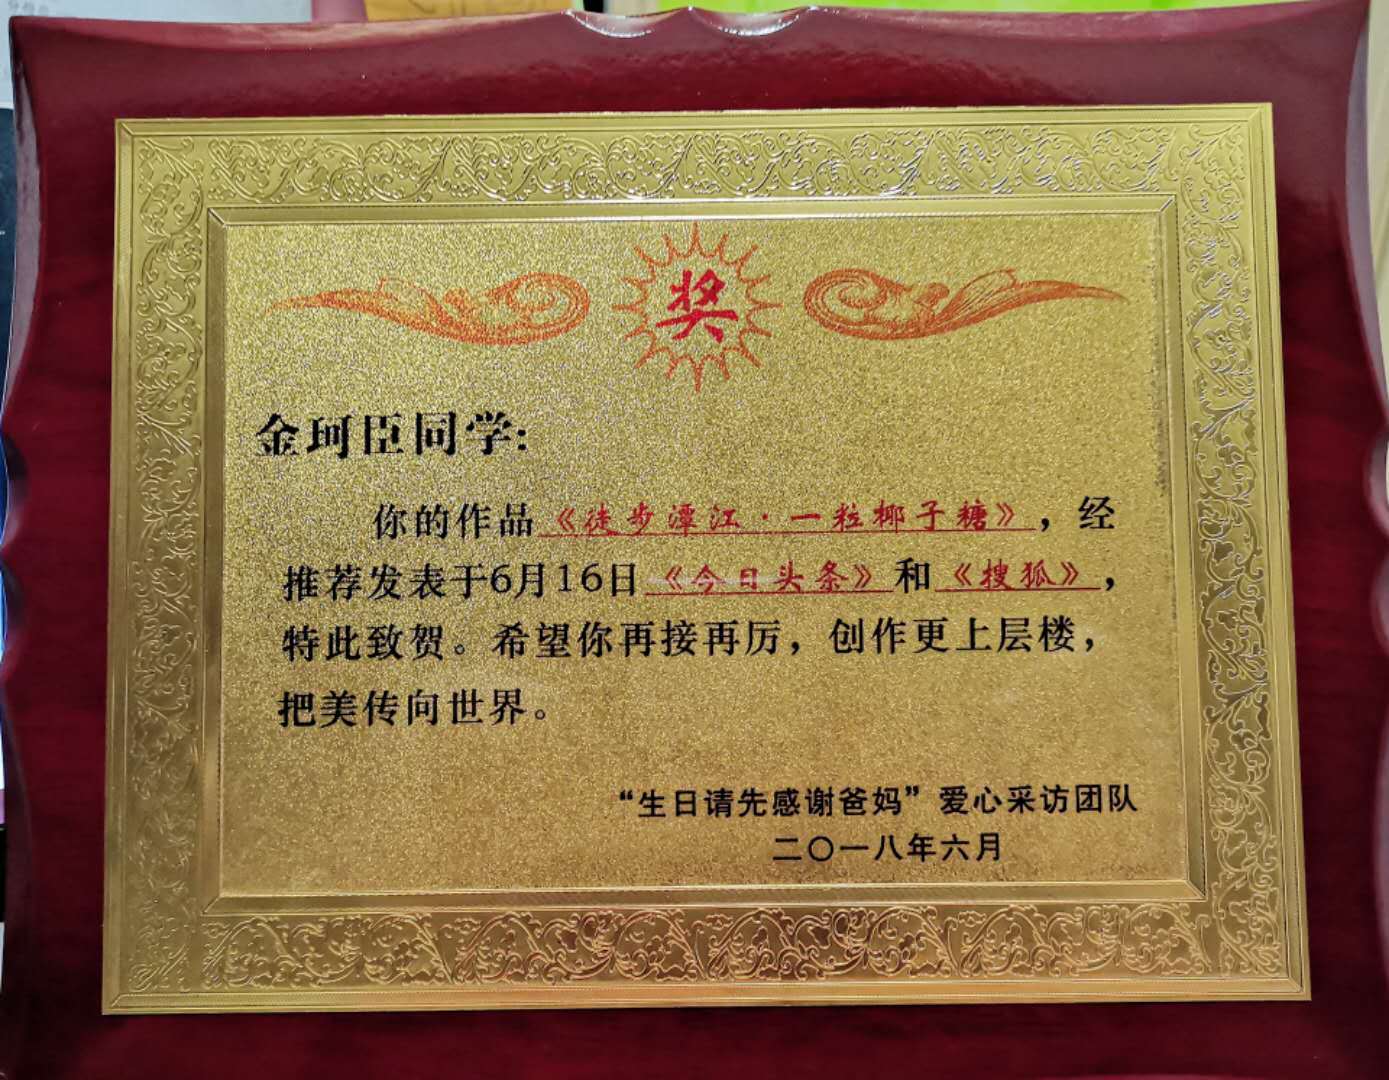 奖
金珂臣同学:
你的作品《徒步潭江·一粒椰子糖》，经
推荐发表于6月16日《今日头条》和《搜狐》，
特此致贺。希望你再接再厉，创作更上层楼，
把美传向世界。
“生日请先感谢爸妈”爱心采访团队
二〇一八年六月